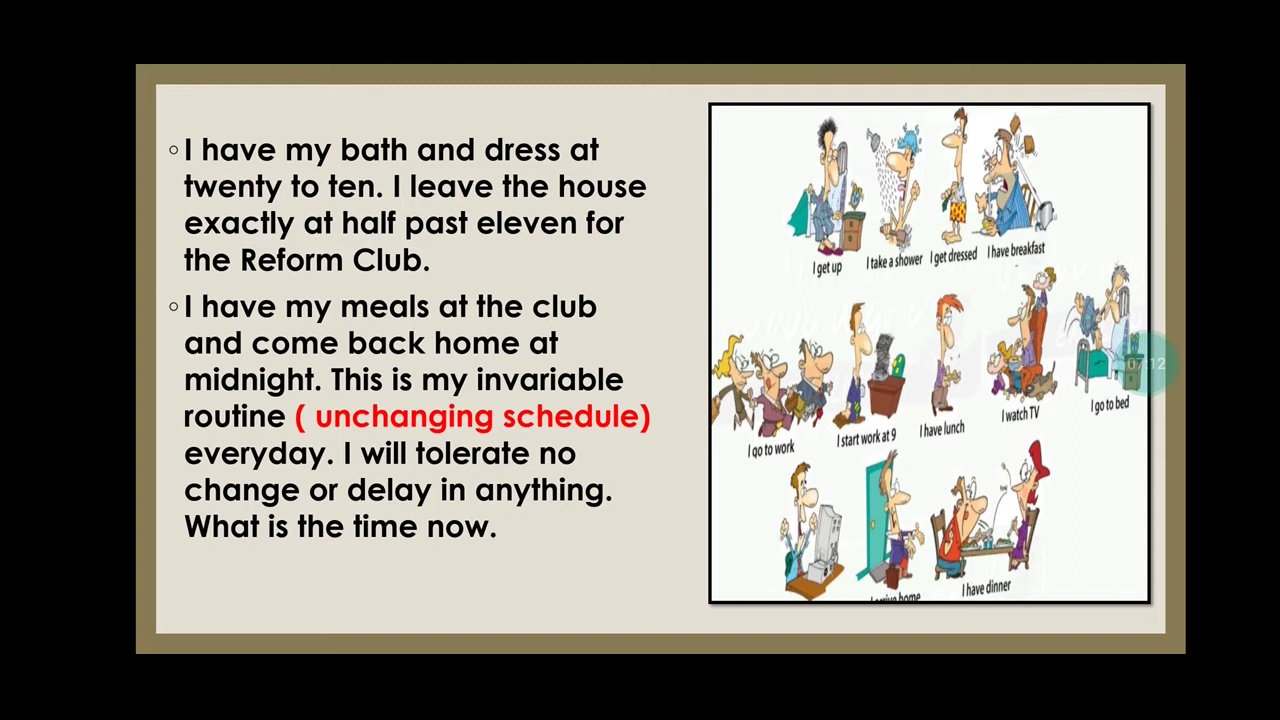 ◦I have my bath and dress at
twenty to ten. I leave the house
exactly at half past eleven for
the Reform Club.
◦I have my meals at the club
and come back home at
midnight. This is my invariable
routine ( unchanging schedule)
everyday. I will tolerate no
change or delay in anything.
What is the time now.
I get up
I take a shower
I get dressed
I have breakfast
I go to work
I start work at 9
I have lunch
I watch TV
I go to bed
home
I have dinner
07:12